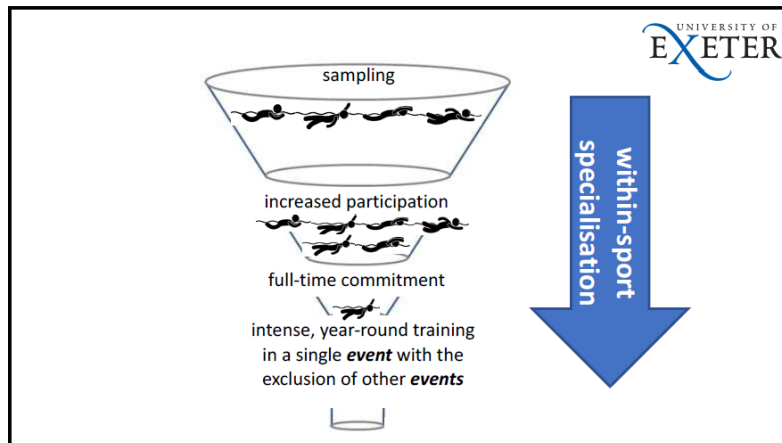 UNIVERSITY OF
EXETER
sampling
increased participation
full-time commitment
intense, year-round training
in a single event with the
exclusion of other events
within-sport
specialisation